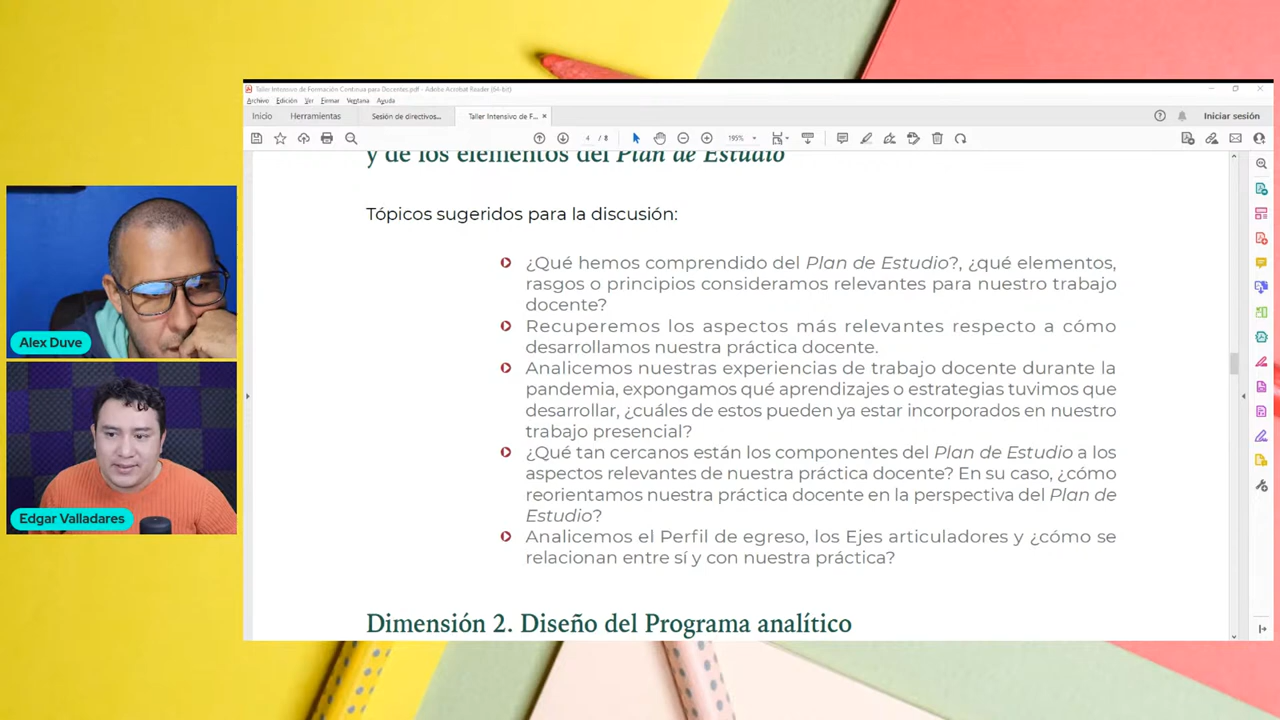 Taller Intensivo de Formación Continua para Docentes.pdf - Adobe Acrobat Reader (64-bit)
Archivo Edición Ver Firmar Ventana Ayuda
Inicio Herramientas Sesión de directivos... Taller Intensivo de F... × Iniciar sesión
4 / 8 195%
y de los elementos del Plan de Estudio
Tópicos sugeridos para la discusión:
¿Qué hemos comprendido del Plan de Estudio?, ¿qué elementos,
rasgos o principios consideramos relevantes para nuestro trabajo
docente?
Recuperemos los aspectos más relevantes respecto a cómo
desarrollamos nuestra práctica docente.
Analicemos nuestras experiencias de trabajo docente durante la
pandemia, expongamos qué aprendizajes o estrategias tuvimos que
desarrollar, ¿cuáles de estos pueden ya estar incorporados en nuestro
trabajo presencial?
¿Qué tan cercanos están los componentes del Plan de Estudio a los
aspectos relevantes de nuestra práctica docente? En su caso, ¿cómo
reorientamos nuestra práctica docente en la perspectiva del Plan de
Estudio?
Analicemos el Perfil de egreso, los Ejes articuladores y ¿cómo se
relacionan entre sí y con nuestra práctica?
Dimensión 2. Diseño del Programa analítico
Alex Duve
Edgar Valladares